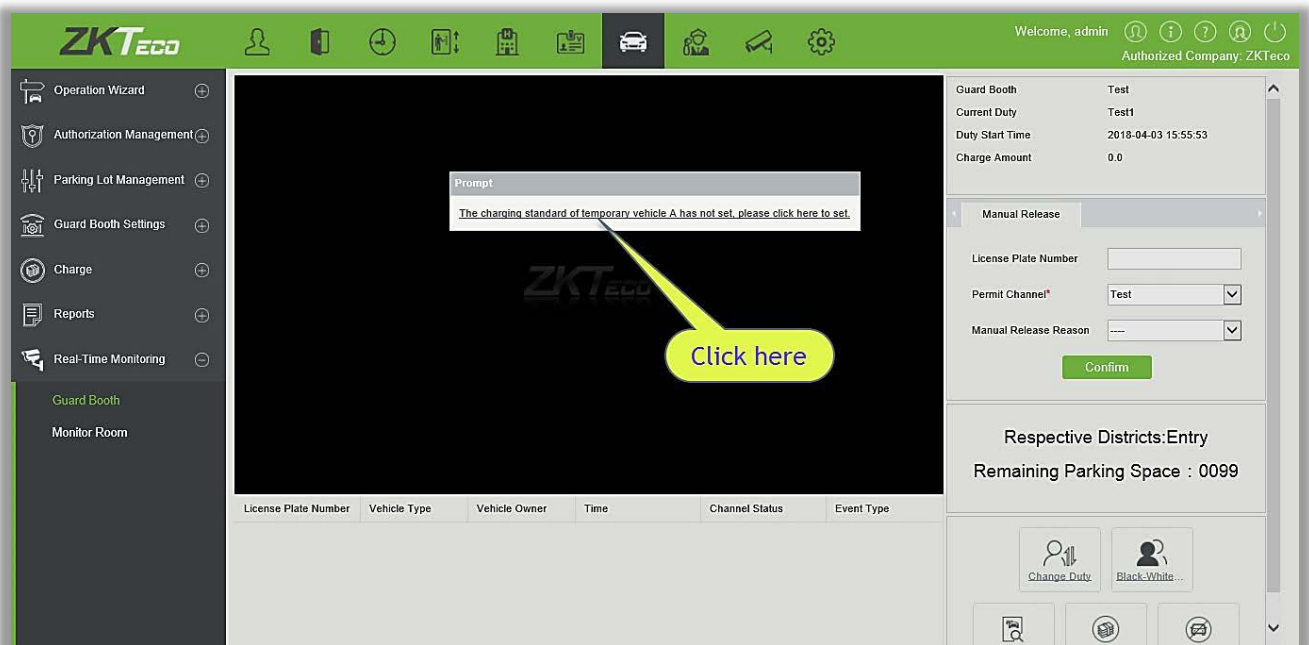 ZKTECO
Welcome, admin
Authorized Company: ZKTeco
Operation Wizard
Authorization Management
Parking Lot Management
Guard Booth Settings
Charge
Reports
Real-Time Monitoring
Guard Booth
Monitor Room
Prompt
The charging standard of temporary vehicle A has not set, please click here to set.
ZKTECO
Click here
License Plate Number Vehicle Type Vehicle Owner Time Channel Status Event Type
Guard Booth Test
Current Duty Test1
Duty Start Time 2018-04-03 15:55:53
Charge Amount 0.0
Manual Release
License Plate Number
Permit Channel* Test
Manual Release Reason ----
Confirm
Respective Districts:Entry
Remaining Parking Space : 0099
Change Duty Black-White...